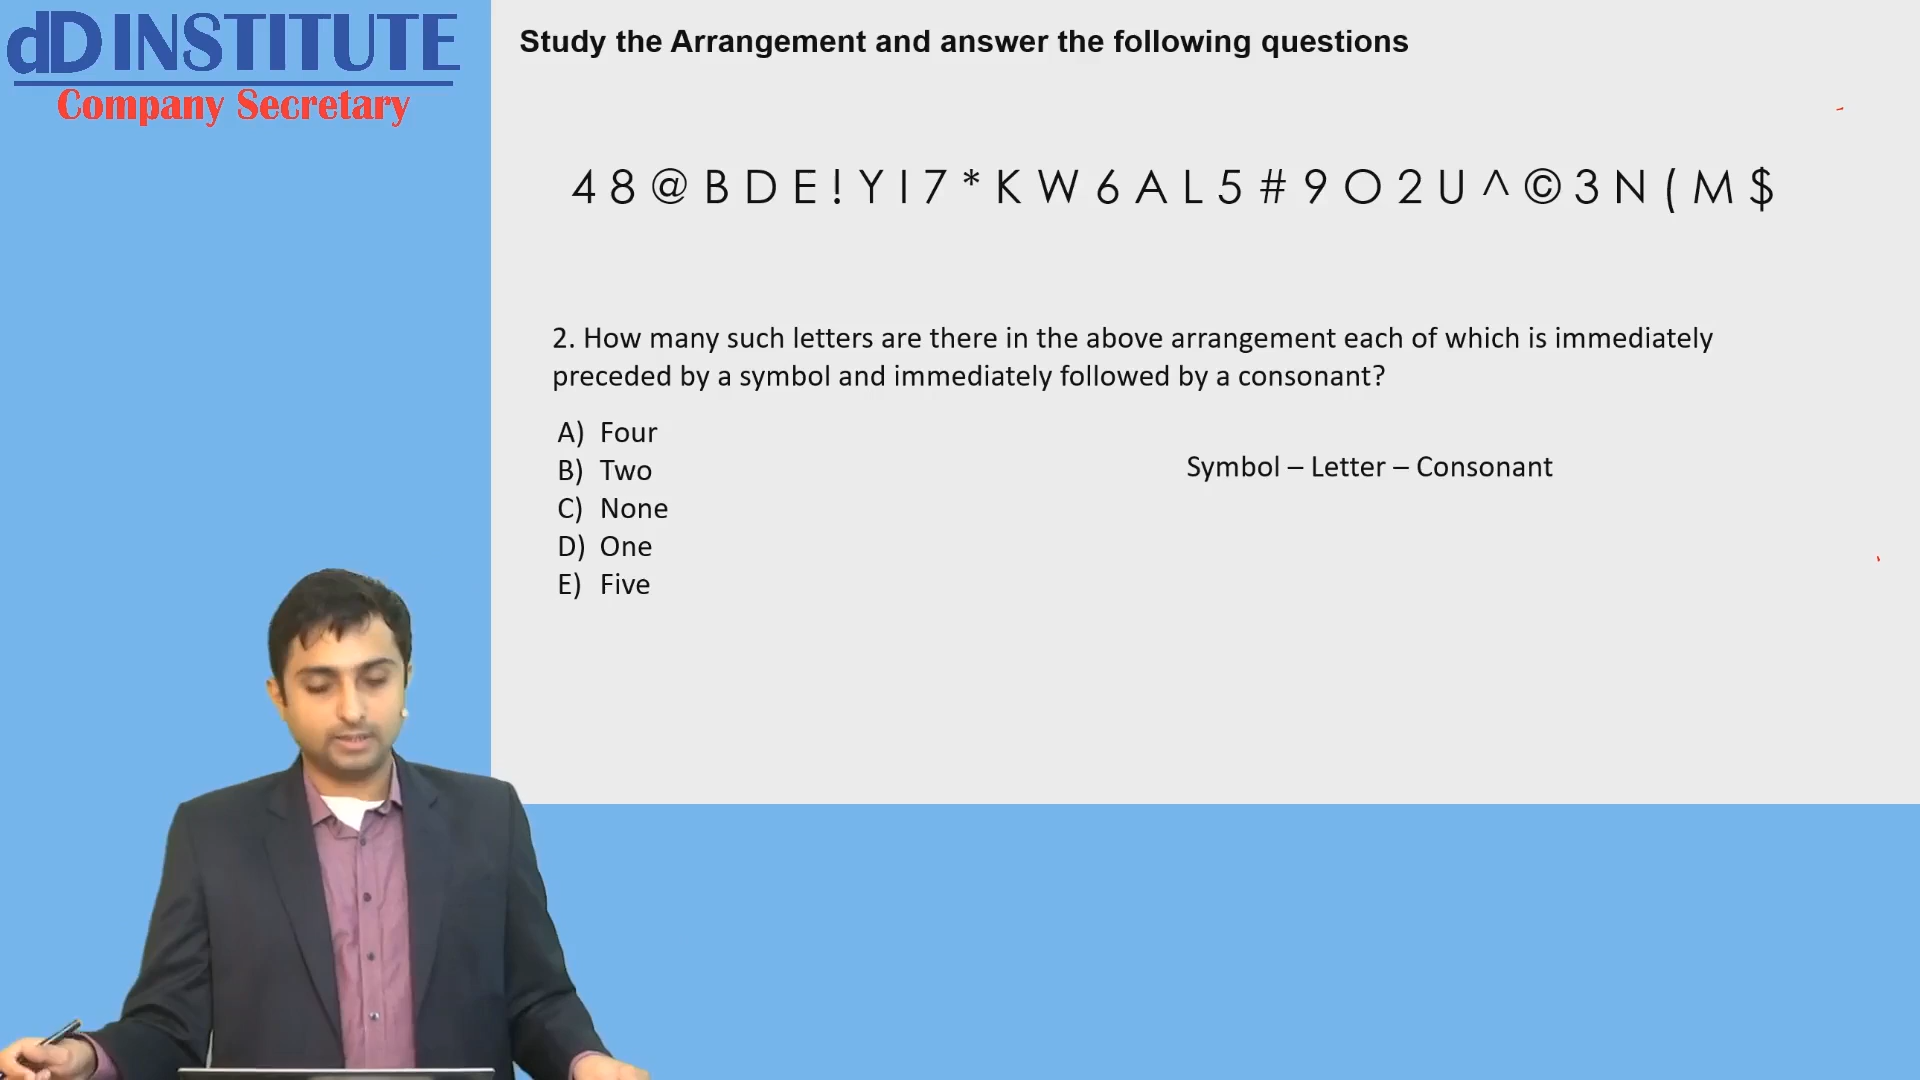 dD INSTITUTE
Company Secretary
Study the Arrangement and answer the following questions
4 8 @ B D E ! Y I 7 * K W 6 A L 5 # 9 O 2 U ^ © 3 N ( M $
2. How many such letters are there in the above arrangement each of which is immediately
preceded by a symbol and immediately followed by a consonant?
A) Four
B) Two
C) None
D) One
E) Five
Symbol – Letter – Consonant